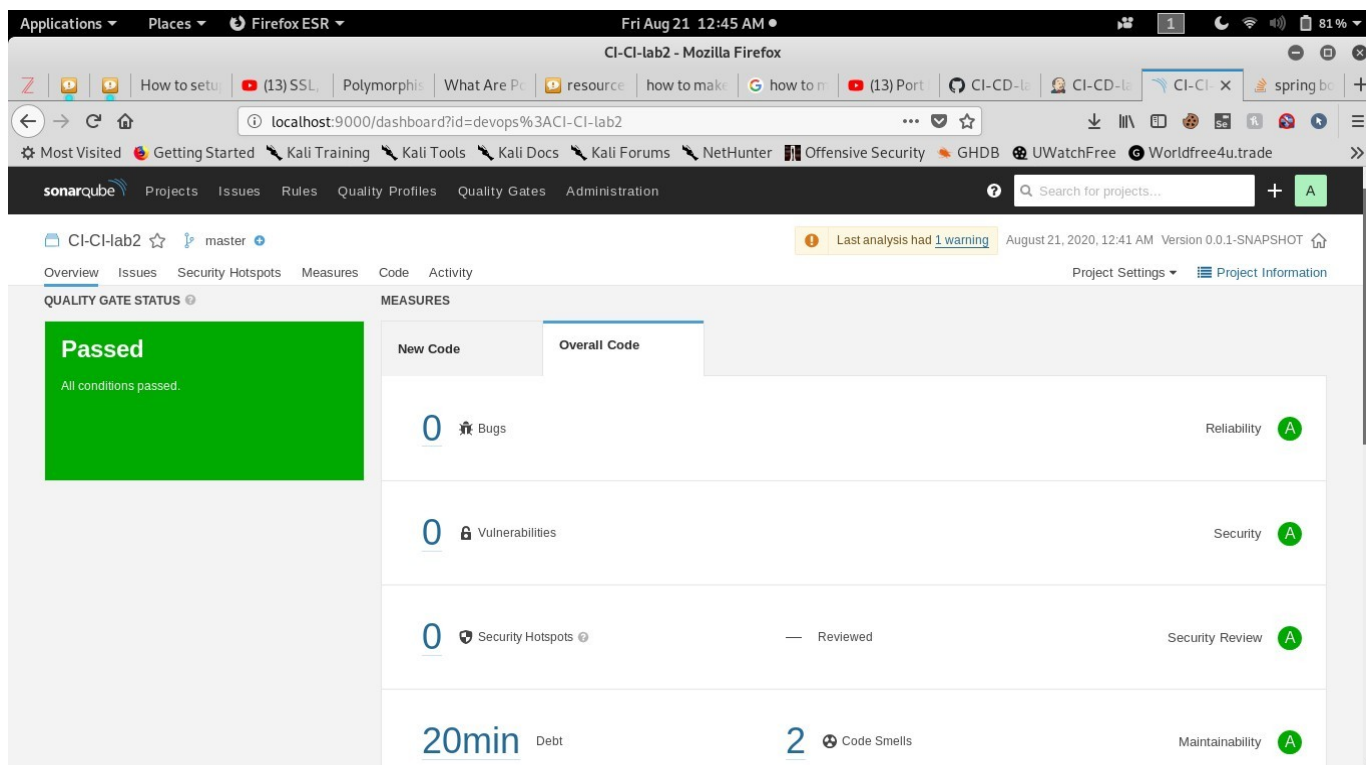 Applications Places Firefox ESR Fri Aug 21 12:45 AM 1 81 %
CI-CI-lab2 - Mozilla Firefox
How to setu (13) SSL, Polymorphis What Are Po resource how to make how to m (13) Port CI-CD-la CI-CD-la CI-CI- spring bo
localhost:9000/dashboard?id=devops%3ACI-CI-lab2
Most Visited Getting Started Kali Training Kali Tools Kali Docs Kali Forums NetHunter Offensive Security GHDB UWatchFree Worldfree4u.trade
sonarqube Projects Issues Rules Quality Profiles Quality Gates Administration Search for projects... A
CI-CI-lab2 master Last analysis had 1 warning August 21, 2020, 12:41 AM Version 0.0.1-SNAPSHOT
Overview Issues Security Hotspots Measures Code Activity Project Settings Project Information
QUALITY GATE STATUS MEASURES
Passed
All conditions passed.
New Code Overall Code
0 Bugs Reliability A
0 Vulnerabilities Security A
0 Security Hotspots — Reviewed Security Review A
20min Debt 2 Code Smells Maintainability A